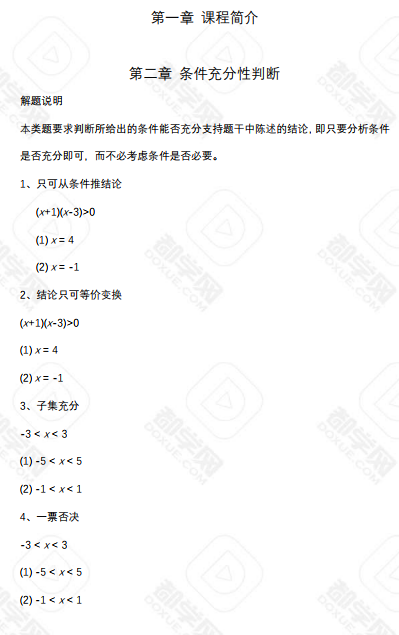 第一章 课程简介
第二章 条件充分性判断
解题说明
本类题要求判断所给出的条件能否充分支持题干中陈述的结论,即只要分析条件
是否充分即可，而不必考虑条件是否必要。
1、只可从条件推结论
(x+1)(x-3)>0
(1) x = 4
(2) x = -1
2、结论只可等价变换
(x+1)(x-3)>0
(1) x = 4
(2) x = -1
3、子集充分
-3 < x < 3
(1) -5 < x < 5
(2) -1 < x < 1
4、一票否决
-3 < x < 3
(1) -5 < x < 5
(2) -1 < x < 1
都学网
DOXUE.COM